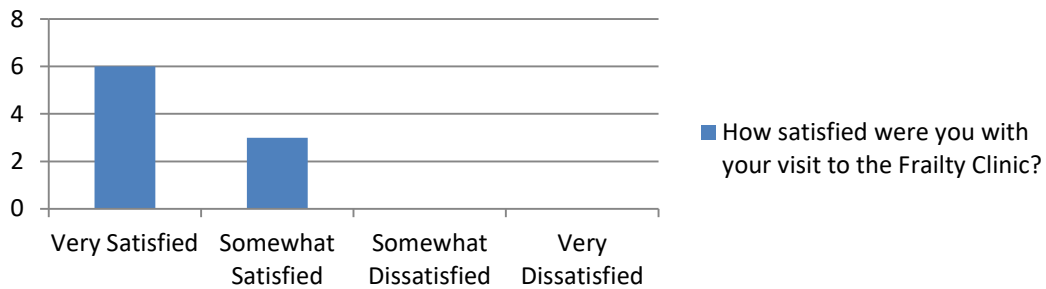 8
6
4
2
0
Very Satisfied
Somewhat
Satisfied
Somewhat
Dissatisfied
Very
Dissatisfied
How satisfied were you with
your visit to the Frailty Clinic?